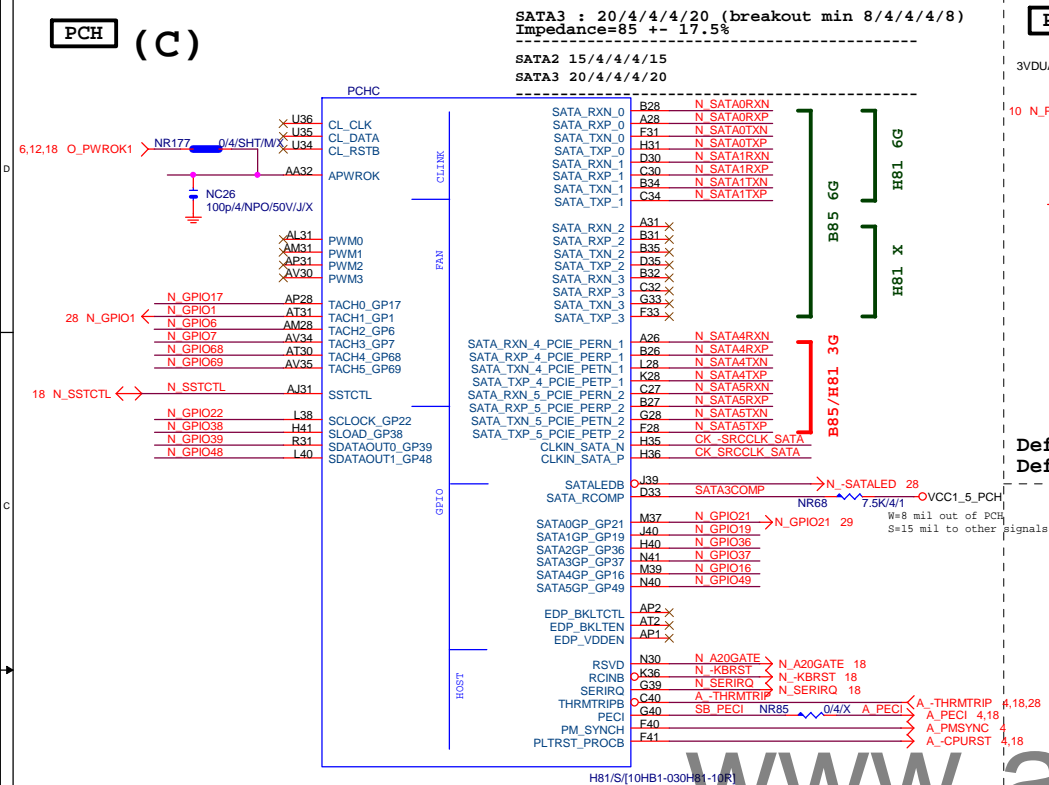 PCH (C)
SATA3 : 20/4/4/4/20 (breakout min 8/4/4/4/8)
Impedance=85 +- 17.5%
SATA2 15/4/4/4/15
SATA3 20/4/4/4/20
PCHC
3VDUA
10 N_P
D
C
6,12,18 O_PWROK1
NR177 0/4/SHT/M/X
NC26
100p/4/NPO/50V/J/X
U36 CL_CLK
U35 CL_DATA
U34 CL_RSTB
AA32 APWROK
CLINK
AL31 PWM0
AM31 PWM1
AP31 PWM2
AV30 PWM3
FAN
N_GPIO17 AP28 TACH0_GP17
28 N_GPIO1 N_GPIO1 AT31 TACH1_GP1
N_GPIO6 AM28 TACH2_GP6
N_GPIO7 AV34 TACH3_GP7
N_GPIO68 AT30 TACH4_GP68
N_GPIO69 AV35 TACH5_GP69
18 N_SSTCTL N_SSTCTL AJ31 SSTCTL
N_GPIO22 L38 SCLOCK_GP22
N_GPIO38 H41 SLOAD_GP38
N_GPIO39 R31 SDATAOUT0_GP39
N_GPIO48 L40 SDATAOUT1_GP48
GPIO
HOST
SATA_RXN_0 B28 N_SATA0RXN
SATA_RXP_0 A28 N_SATA0RXP
SATA_TXN_0 F31 N_SATA0TXN
SATA_TXP_0 H31 N_SATA0TXP
SATA_RXN_1 D30 N_SATA1RXN
SATA_RXP_1 C30 N_SATA1RXP
SATA_TXN_1 B34 N_SATA1TXN
SATA_TXP_1 C34 N_SATA1TXP
SATA_RXN_2 A31
SATA_RXP_2 B31
SATA_TXN_2 B35
SATA_TXP_2 D35
SATA_RXN_3 B32
SATA_RXP_3 C32
SATA_TXN_3 G33
SATA_TXP_3 F33
B85 6G
H81 6G
H81 X
SATA_RXN_4_PCIE_PERN_1 A26 N_SATA4RXN
SATA_RXP_4_PCIE_PERP_1 B26 N_SATA4RXP
SATA_TXN_4_PCIE_PETN_1 L28 N_SATA4TXN
SATA_TXP_4_PCIE_PETP_1 K28 N_SATA4TXP
SATA_RXN_5_PCIE_PERN_2 C27 N_SATA5RXN
SATA_RXP_5_PCIE_PERP_2 B27 N_SATA5RXP
SATA_TXN_5_PCIE_PETN_2 G28 N_SATA5TXN
SATA_TXP_5_PCIE_PETP_2 F28 N_SATA5TXP
B85/H81 3G
CLKIN_SATA_N H35 CK_-SRCCLK_SATA
CLKIN_SATA_P H36 CK_SRCCLK_SATA
Def
Def
SATALEDB J39 N_-SATALED 28
SATA_RCOMP D33 SATA3COMP NR68 7.5K/4/1 VCC1_5_PCH
W=8 mil out of PCH
S=15 mil to other signals
SATA0GP_GP21 M37 N_GPIO21 N_GPIO21 29
SATA1GP_GP19 J40 N_GPIO19
SATA2GP_GP36 H40 N_GPIO36
SATA3GP_GP37 N41 N_GPIO37
SATA4GP_GP16 M39 N_GPIO16
SATA5GP_GP49 N40 N_GPIO49
EDP_BKLTCTL AP2
EDP_BKLTEN AT2
EDP_VDDEN AP1
RSVD N30 N_A20GATE N_A20GATE 18
RCINB K36 N_-KBRST N_-KBRST 18
SERIRQ G39 N_SERIRQ N_SERIRQ 18
THRMTRIPB C40 A_-THRMTRIP A_-THRMTRIP 4,18,28
PECI G40 SB_PECI NR85 0/4/X A_PECI A_PECI 4,18
PM_SYNCH F40 A_PMSYNC 4
PLTRST_PROCB F41 A_-CPURST 4,18
H81/S/[10HB1-030H81-10R]
www.a